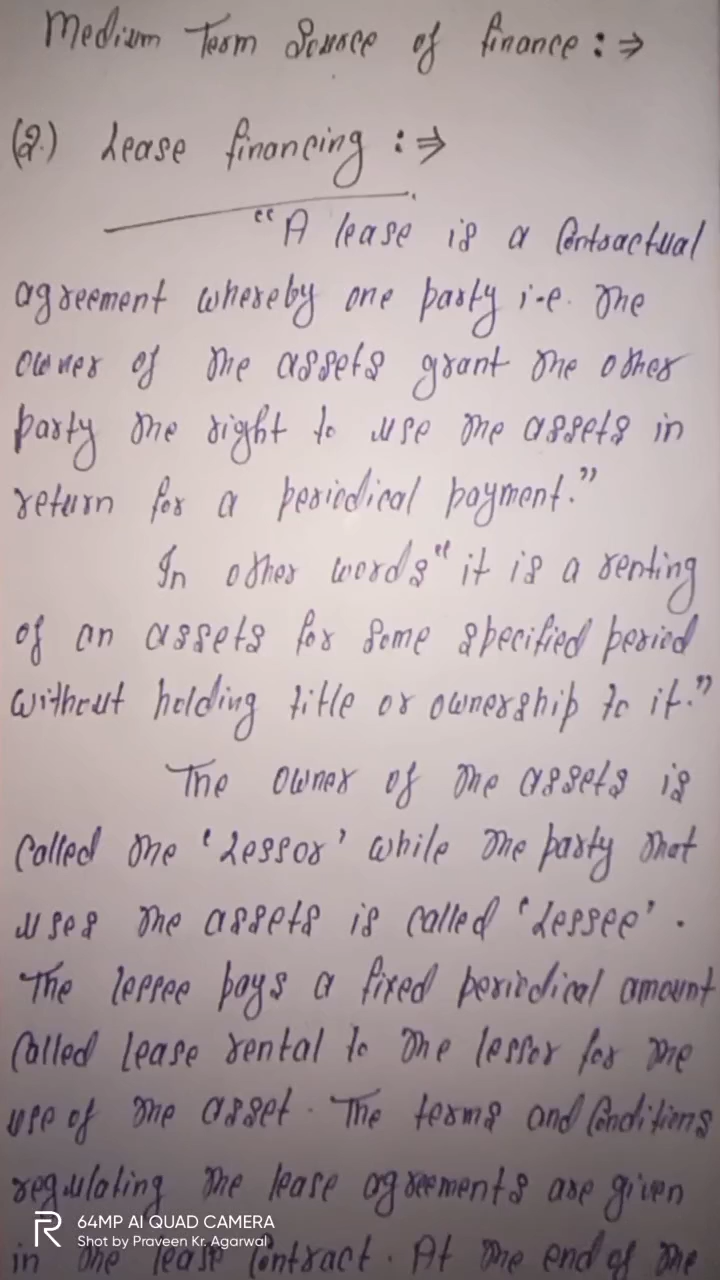 Medium Term Source of finance :⇒
(2.) Lease financing :⇒
"A lease is a Contractual
agreement whereby one party i.e. the
owner of the assets grant the other
party the right to use the assets in
return for a periodical payment."
In other words "it is a renting
of an assets for some specified period
without holding title or ownership to it."
The owner of the assets is
Called the 'Lessor' while the party that
uses the assets is called 'Lessee'.
The lessee pays a fixed periodical amount
Called lease rental to the lessor for the
use of the asset. The terms and Conditions
regulating the lease agreements are given
in the lease Contract. At the end of the
64MP AI QUAD CAMERA
Shot by Praveen Kr. Agarwal